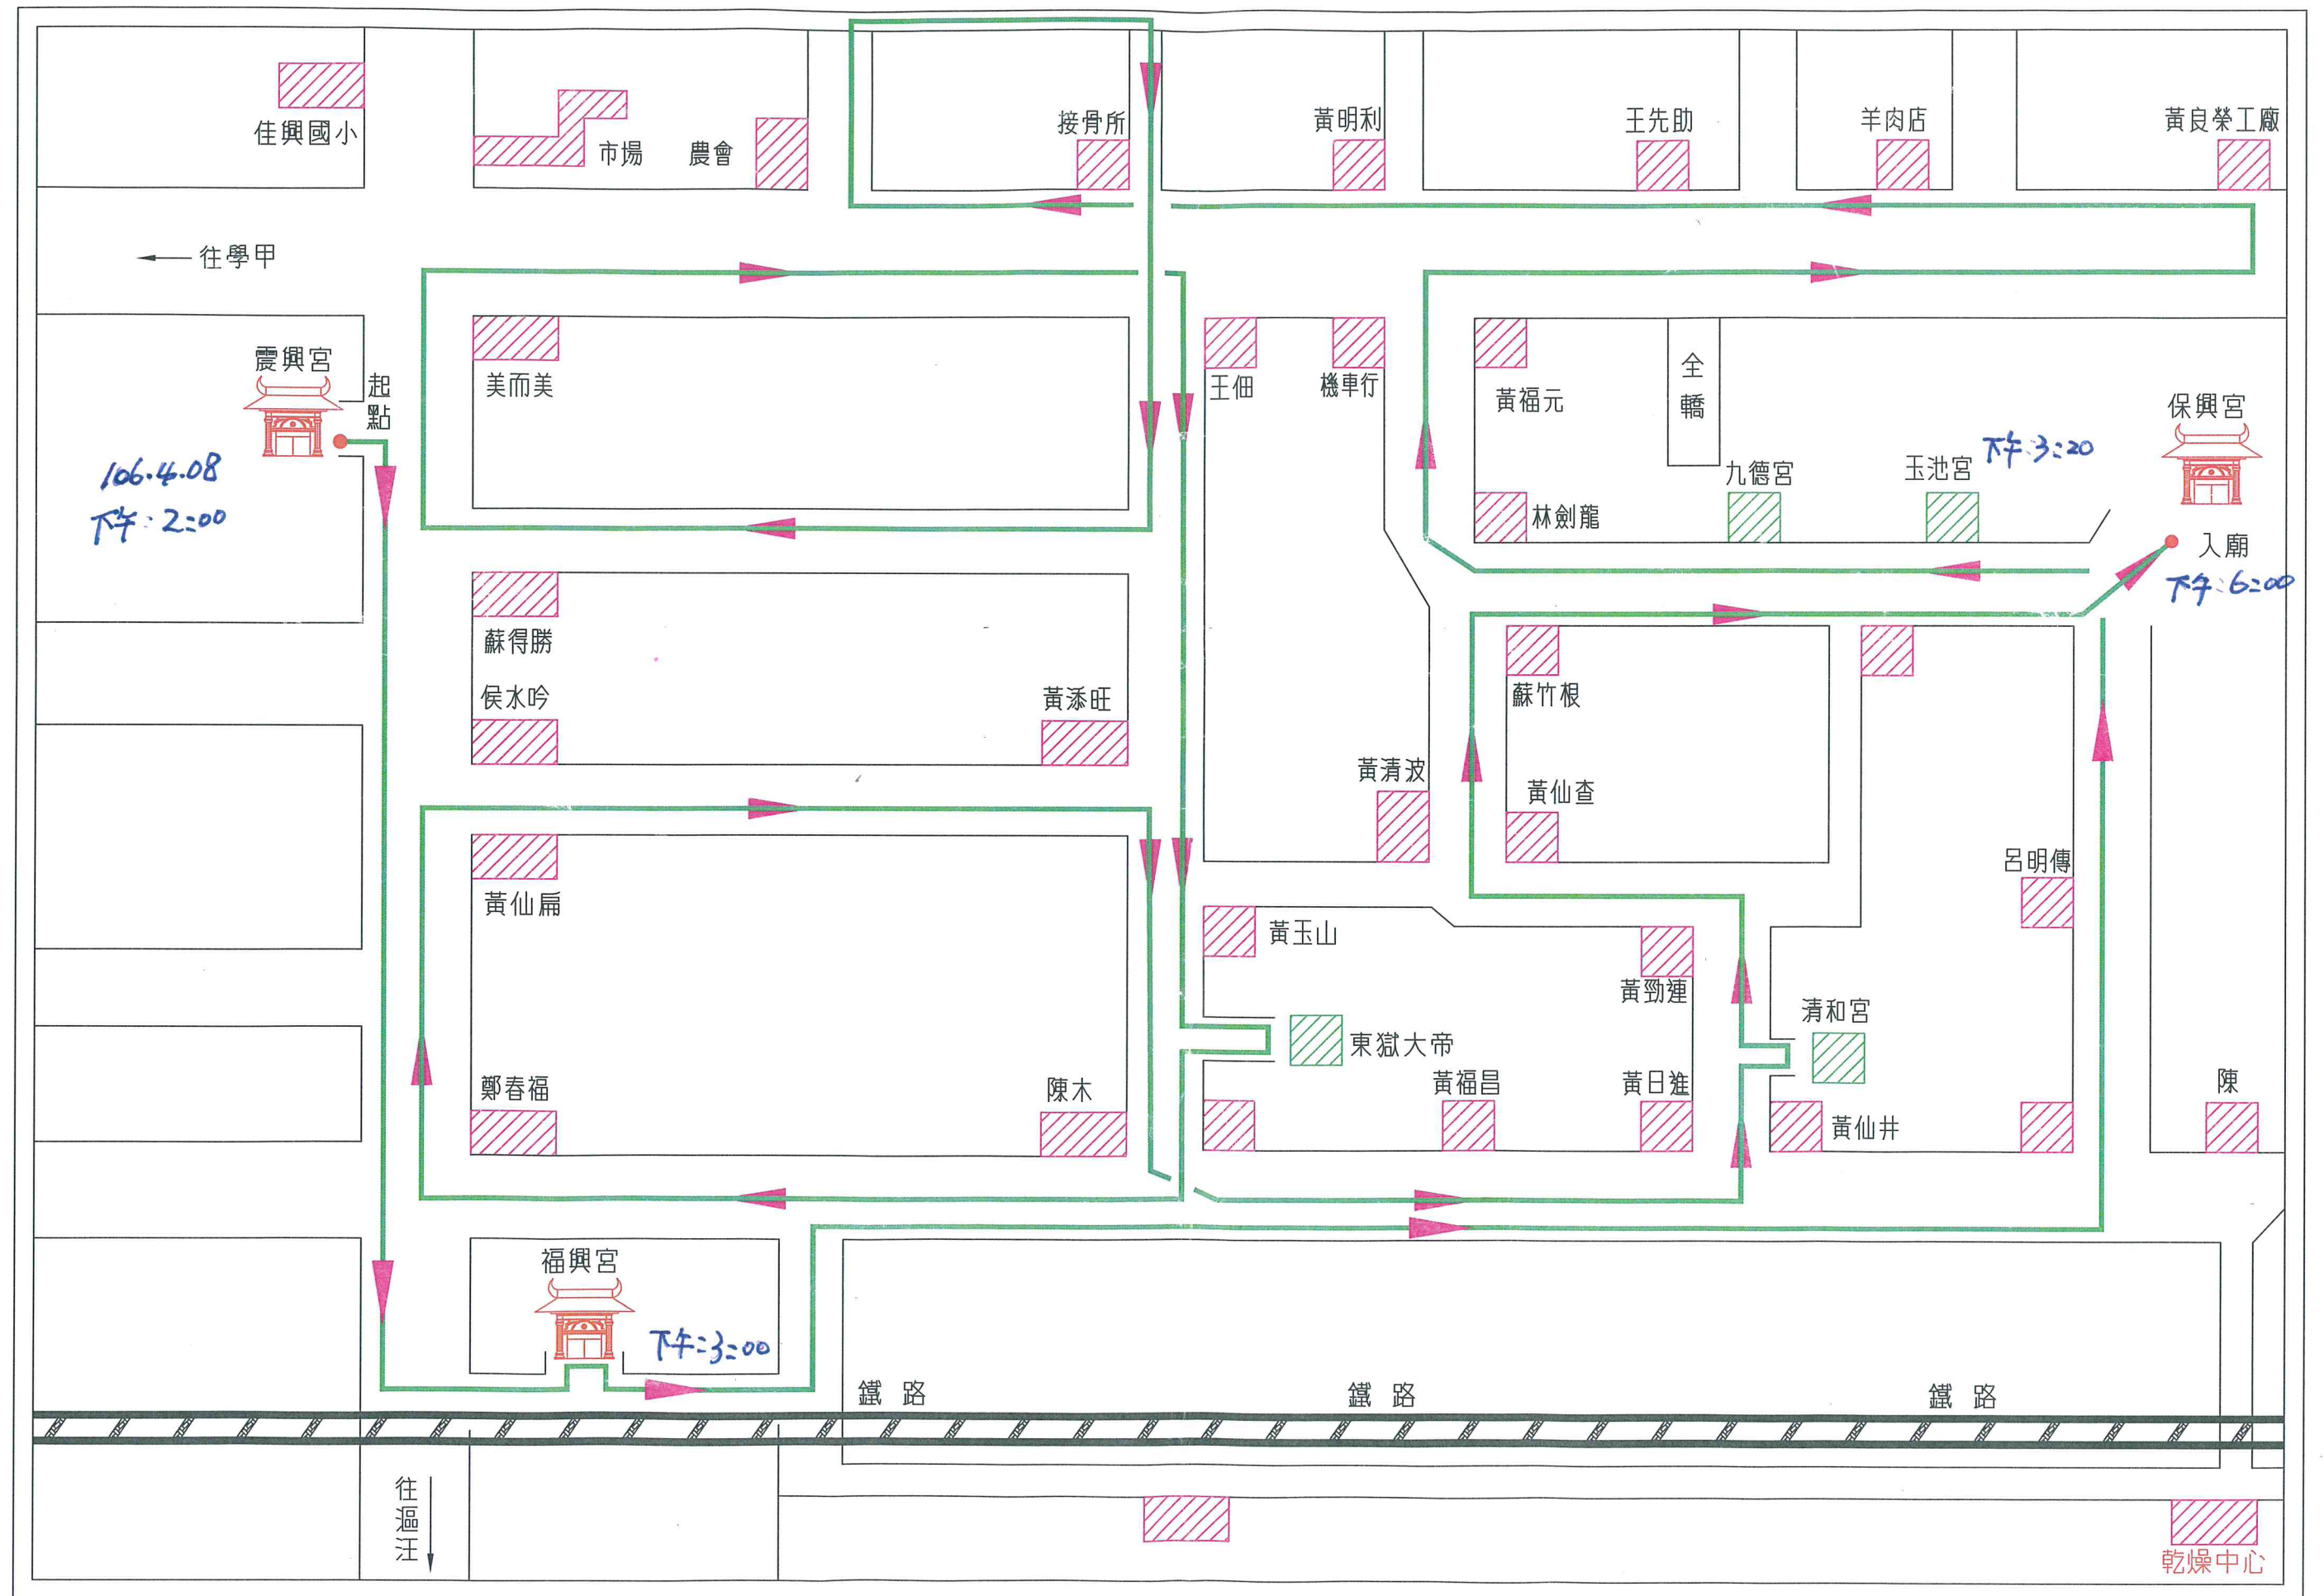 佳興國小
市場
農會
接骨所
黃明利
王先助
羊肉店
黃良榮工廠
←往學甲
震興宮
起點
106.4.08
下午:2:00
美而美
王佃
機車行
黃福元
全轎
九德宮
玉池宮
下午:3:20
保興宮
林劍龍
入廟
下午:6:00
蘇得勝
侯水吟
黃添旺
黃清波
蘇竹根
黃仙查
呂明傳
黃仙扁
黃玉山
黃勁連
清和宮
東獄大帝
鄭春福
陳木
黃福昌
黃日進
黃仙井
陳
福興宮
下午:3:00
鐵路
鐵路
鐵路
往漚汪
乾燥中心